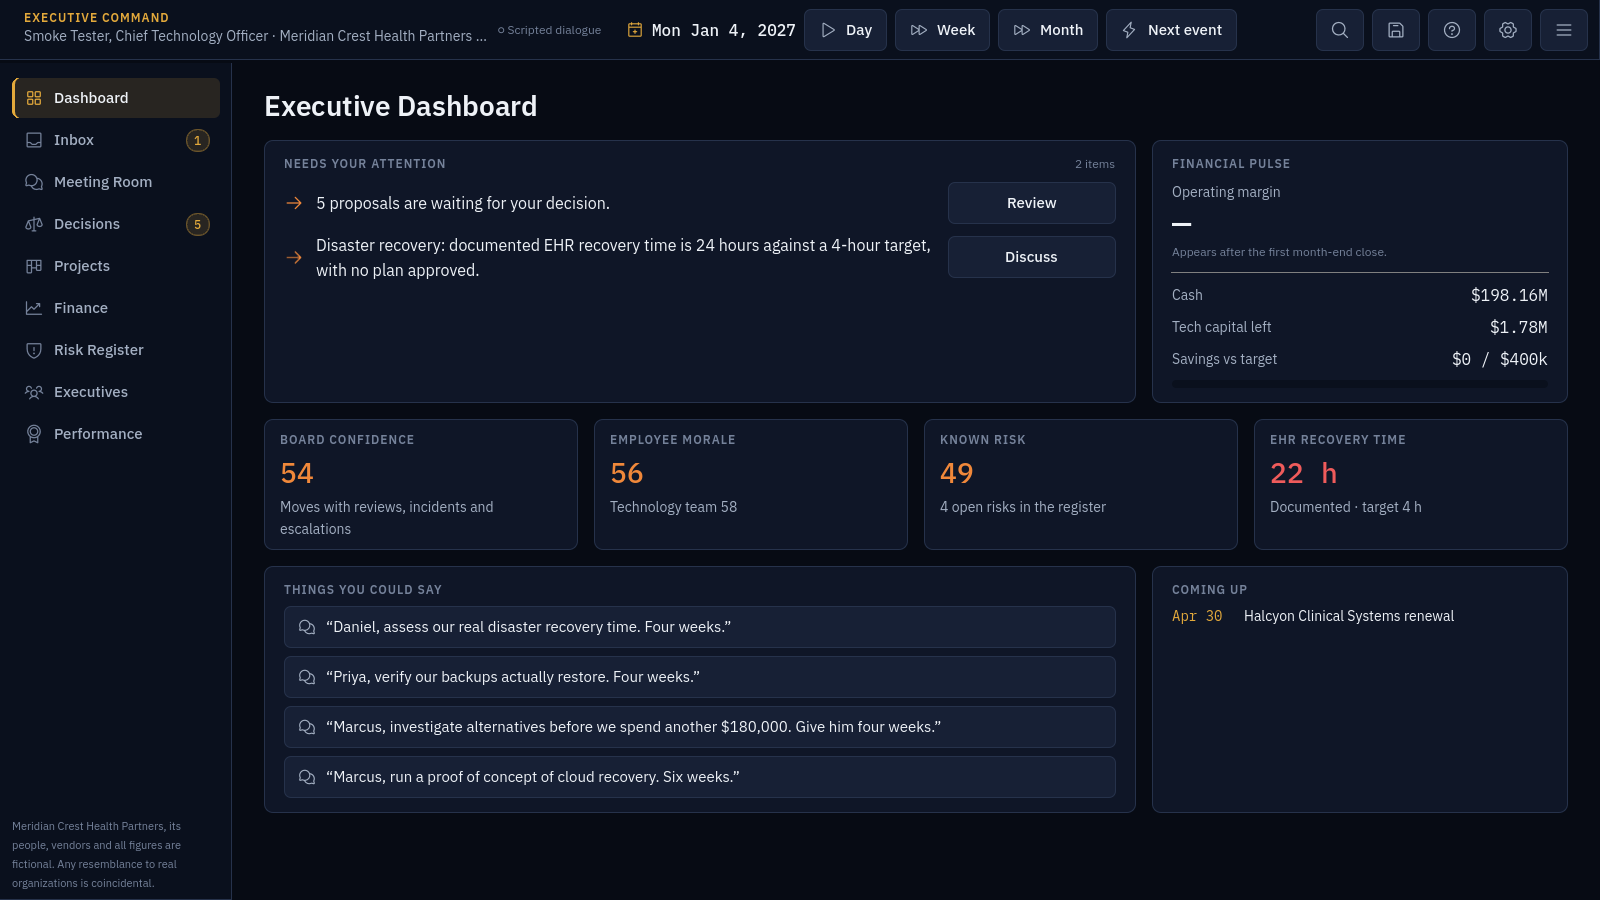 EXECUTIVE COMMAND
Smoke Tester, Chief Technology Officer · Meridian Crest Health Partners ...
Scripted dialogue
Mon Jan 4, 2027
Day
Week
Month
Next event
Dashboard
Inbox
1
Meeting Room
Decisions
5
Projects
Finance
Risk Register
Executives
Performance
Meridian Crest Health Partners, its
people, vendors and all figures are
fictional. Any resemblance to real
organizations is coincidental.
Executive Dashboard
NEEDS YOUR ATTENTION
2 items
5 proposals are waiting for your decision.
Review
Disaster recovery: documented EHR recovery time is 24 hours against a 4-hour target,
with no plan approved.
Discuss
FINANCIAL PULSE
Operating margin
—
Appears after the first month-end close.
Cash
$198.16M
Tech capital left
$1.78M
Savings vs target
$0 / $400k
BOARD CONFIDENCE
54
Moves with reviews, incidents and
escalations
EMPLOYEE MORALE
56
Technology team 58
KNOWN RISK
49
4 open risks in the register
EHR RECOVERY TIME
22 h
Documented · target 4 h
THINGS YOU COULD SAY
“Daniel, assess our real disaster recovery time. Four weeks.”
“Priya, verify our backups actually restore. Four weeks.”
“Marcus, investigate alternatives before we spend another $180,000. Give him four weeks.”
“Marcus, run a proof of concept of cloud recovery. Six weeks.”
COMING UP
Apr 30
Halcyon Clinical Systems renewal